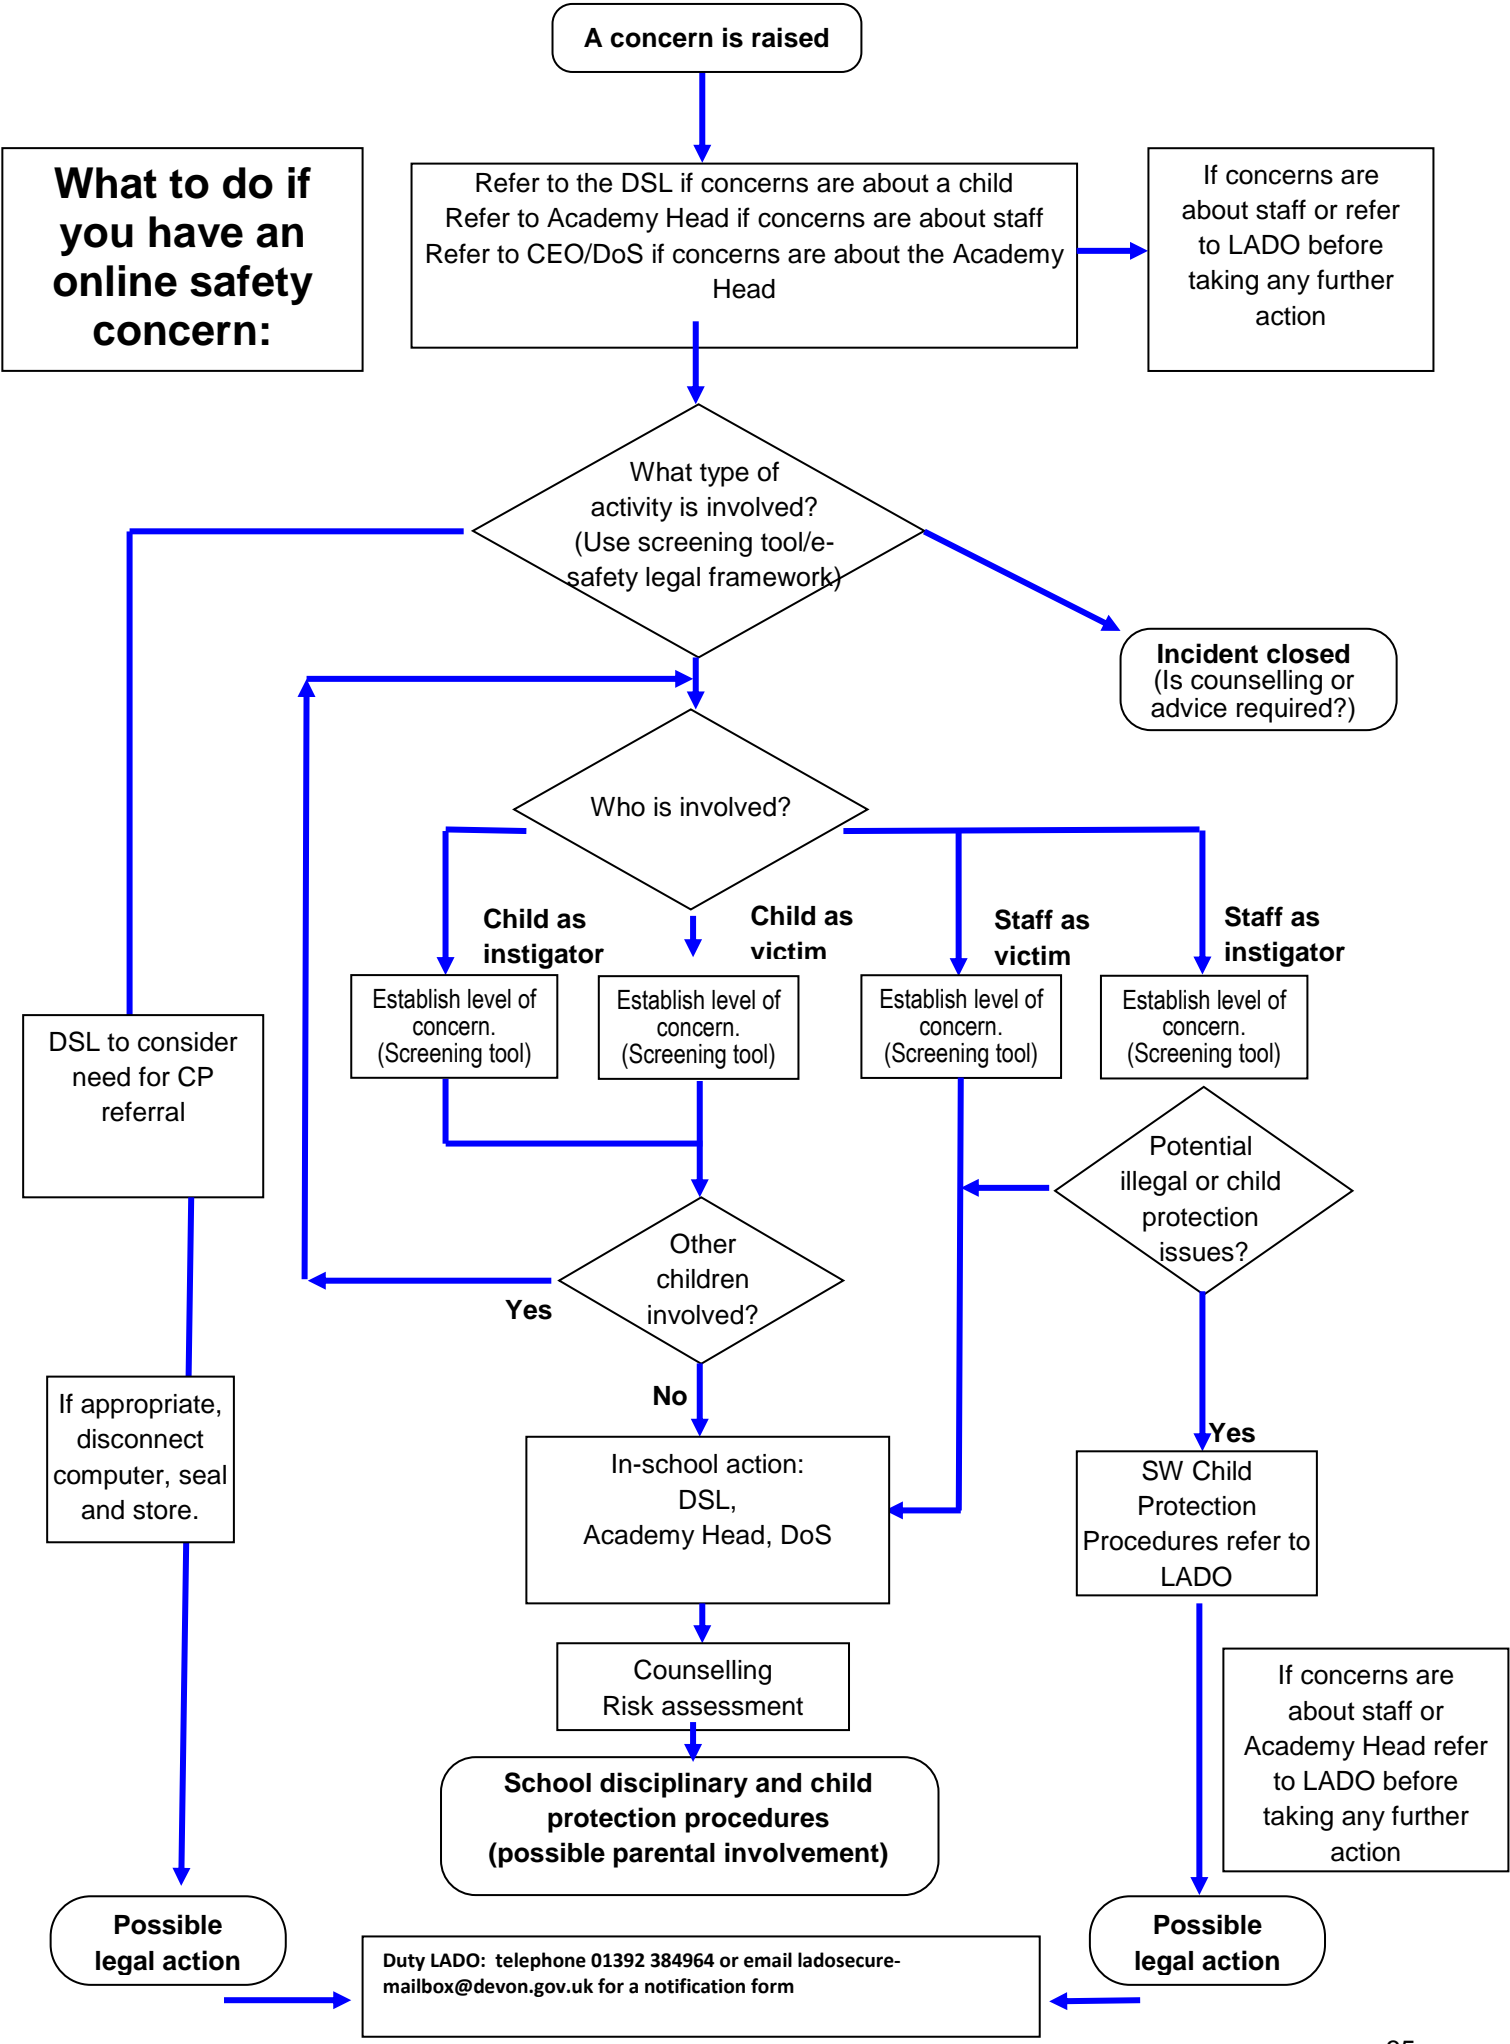 A concern is raised
What to do if
you have an
online safety
concern:
Refer to the DSL if concerns are about a child
Refer to Academy Head if concerns are about staff
Refer to CEO/DoS if concerns are about the Academy
Head
If concerns are
about staff or refer
to LADO before
taking any further
action
What type of
activity is involved?
(Use screening tool/e-
safety legal framework)
Incident closed
(Is counselling or
advice required?)
Who is involved?
Child as
instigator
Child as
victim
Staff as
victim
Staff as
instigator
Establish level of
concern.
(Screening tool)
Establish level of
concern.
(Screening tool)
Establish level of
concern.
(Screening tool)
Establish level of
concern.
(Screening tool)
DSL to consider
need for CP
referral
Potential
illegal or child
protection
issues?
Other
children
involved?
Yes
No
Yes
If appropriate,
disconnect
computer, seal
and store.
In-school action:
DSL,
Academy Head, DoS
SW Child
Protection
Procedures refer to
LADO
Counselling
Risk assessment
If concerns are
about staff or
Academy Head refer
to LADO before
taking any further
action
School disciplinary and child
protection procedures
(possible parental involvement)
Possible
legal action
Possible
legal action
Duty LADO: telephone 01392 384964 or email ladosecure-
mailbox@devon.gov.uk for a notification form